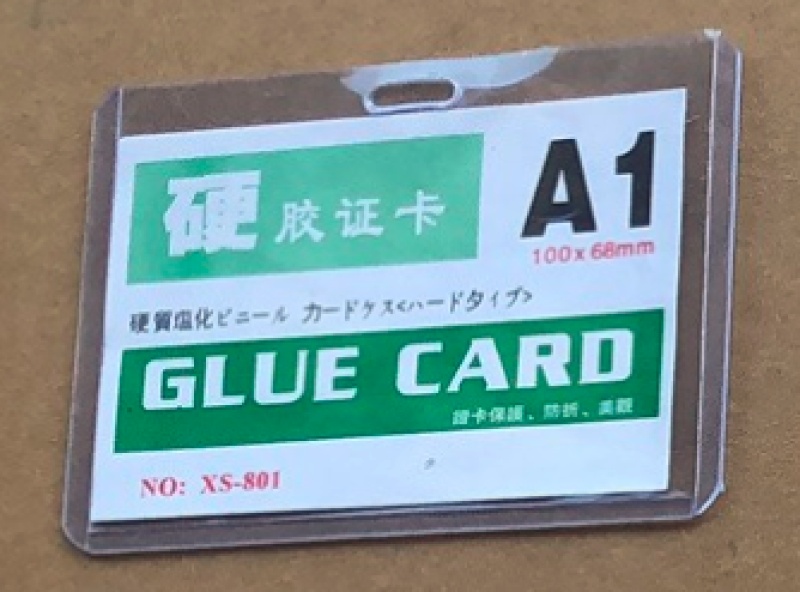 硬胶证卡
A1
100x68mm
硬質塩化ビニール カードケス<ハードタイプ>
GLUE CARD
證卡保護、防折、美觀
NO: XS-801